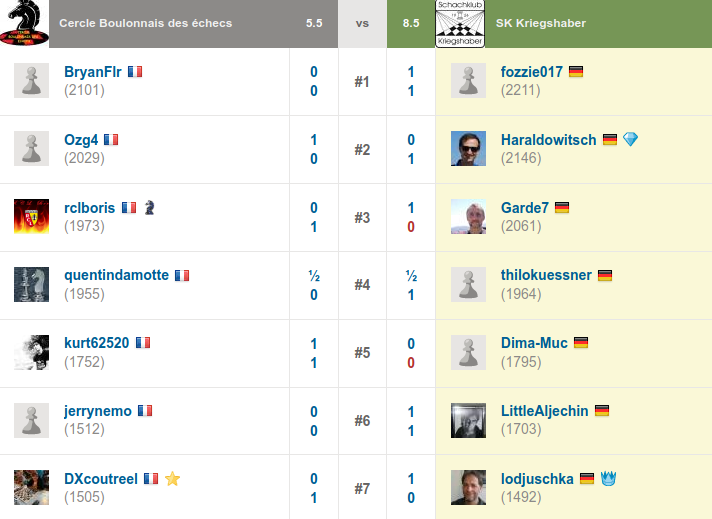 Cercle Boulonnais des échecs 5.5 vs 8.5 Schachklub Kriegshaber SK Kriegshaber
BryanFlr 0 #1 1 fozzie017
(2101) 0 1 (2211)
Ozg4 1 #2 0 Haraldowitsch
(2029) 0 1 (2146)
rclboris 0 #3 1 Garde7
(1973) 1 0 (2061)
quentindamotte ½ #4 ½ thilokuessner
(1955) 0 1 (1964)
kurt62520 1 #5 0 Dima-Muc
(1752) 1 0 (1795)
jerrynemo 0 #6 1 LittleAljechin
(1512) 0 1 (1703)
DXcoutreel 0 #7 1 lodjuschka
(1505) 1 0 (1492)